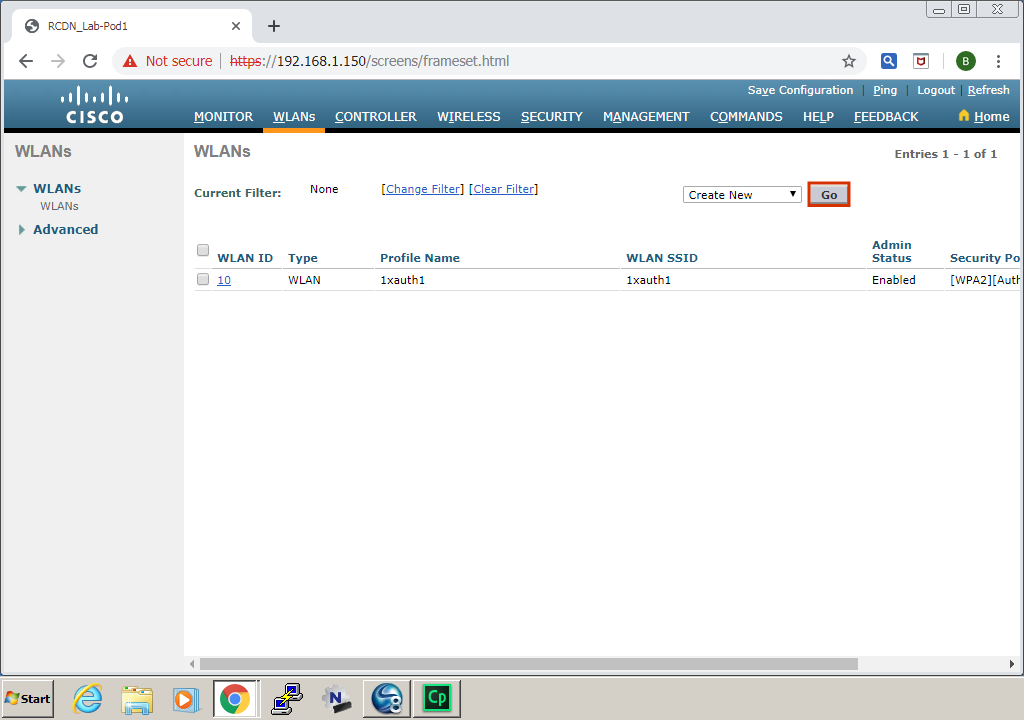 RCDN_Lab-Pod1
Not secure | https://192.168.1.150/screens/frameset.html
B
Save Configuration | Ping | Logout | Refresh
CISCO
MONITOR WLANs CONTROLLER WIRELESS SECURITY MANAGEMENT COMMANDS HELP FEEDBACK Home
WLANs
WLANs
WLANs
Advanced
WLANs
Entries 1 - 1 of 1
Current Filter: None [Change Filter] [Clear Filter] Create New Go
WLAN ID Type Profile Name WLAN SSID Admin Status Security Po
10 WLAN 1xauth1 1xauth1 Enabled [WPA2][Auth
Start
N
Cp